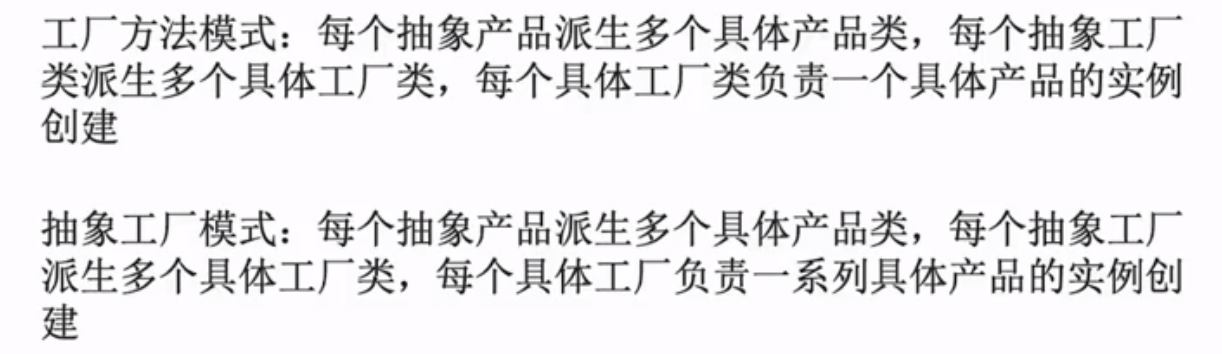 工厂方法模式：每个抽象产品派生多个具体产品类，每个抽象工厂
类派生多个具体工厂类，每个具体工厂类负责一个具体产品的实例
创建
抽象工厂模式：每个抽象产品派生多个具体产品类，每个抽象工厂
派生多个具体工厂类，每个具体工厂负责一系列具体产品的实例创
建